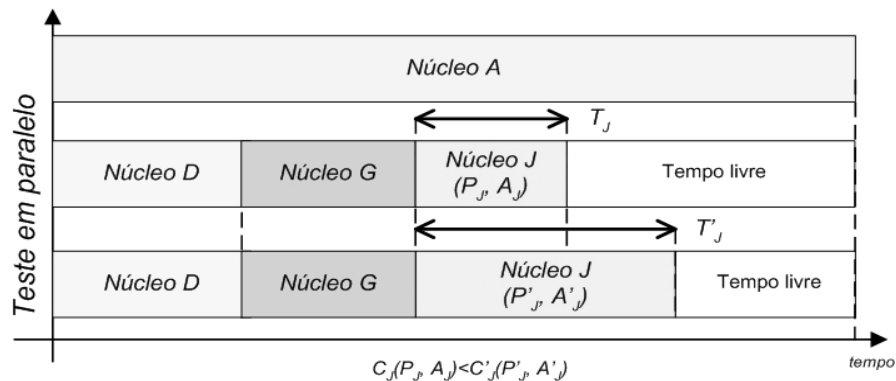 Teste em paralelo
Núcleo A
T_J
Núcleo D
Núcleo G
Núcleo J
(P_J, A_J)
Tempo livre
T'_J
Núcleo D
Núcleo G
Núcleo J
(P'_J, A'_J)
Tempo livre
C_J(P_J, A_J)<C'_J(P'_J, A'_J)
tempo